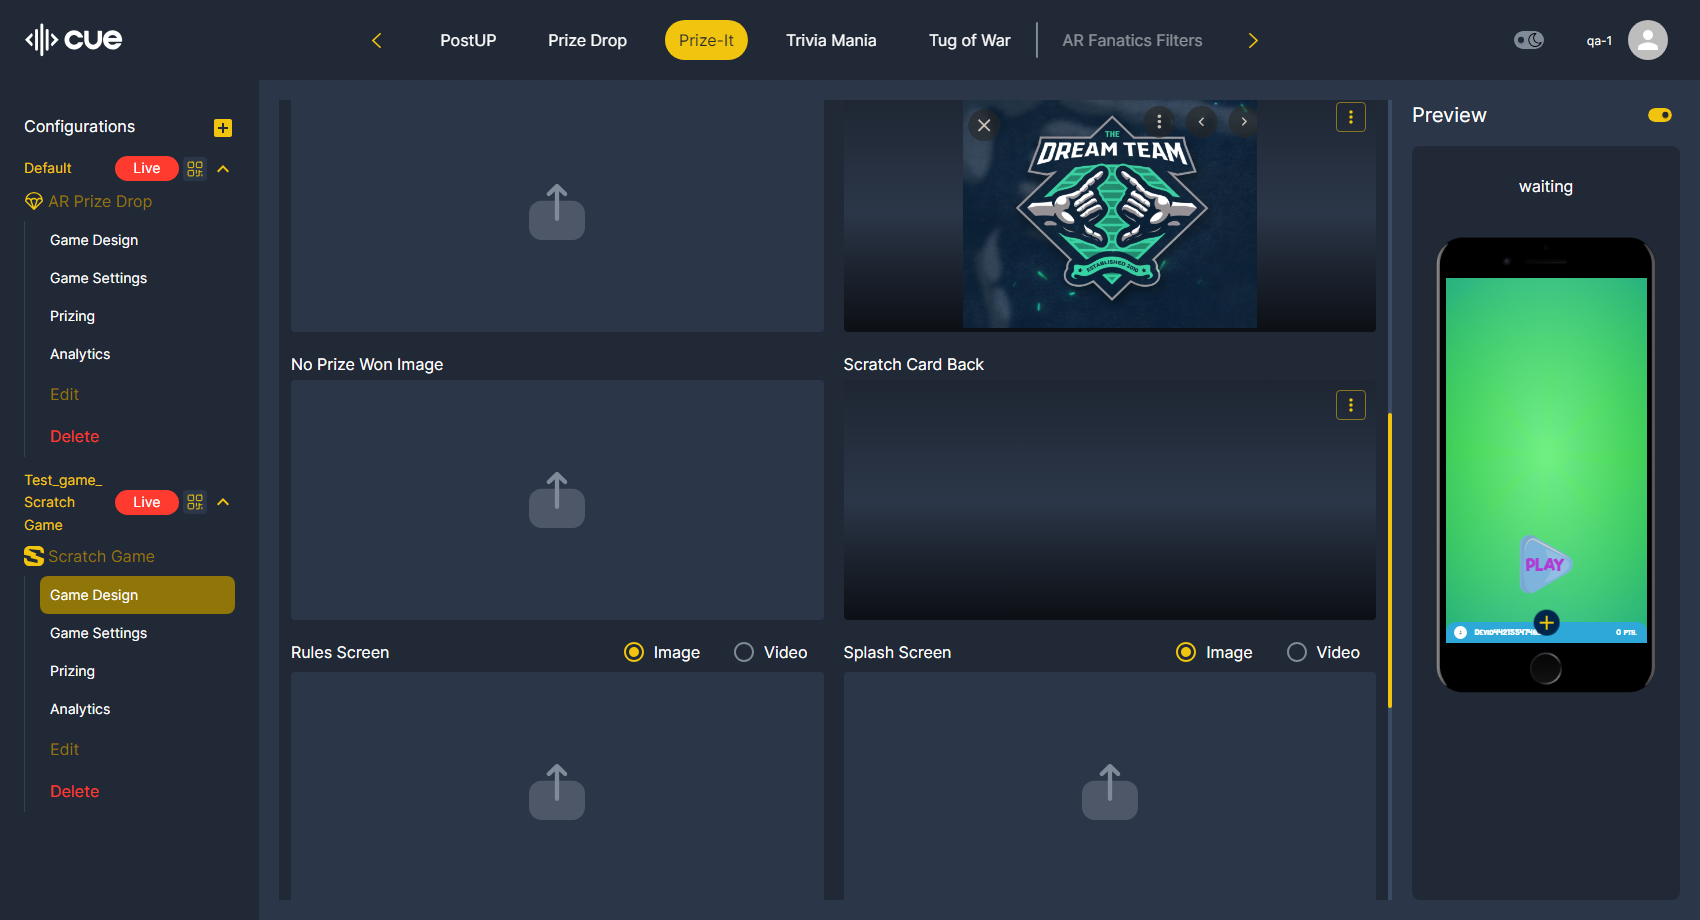 cue
PostUP
Prize Drop
Prize-It
Trivia Mania
Tug of War
AR Fanatics Filters
qa-1
Configurations
Default
Live
AR Prize Drop
Game Design
Game Settings
Prizing
Analytics
Edit
Delete
Test_game_
Scratch
Game
Live
Scratch Game
Game Design
Game Settings
Prizing
Analytics
Edit
Delete
THE
DREAM TEAM
ESTABLISHED 2010
No Prize Won Image
Scratch Card Back
Rules Screen
Image
Video
Splash Screen
Image
Video
Preview
waiting
PLAY
0 PTS.